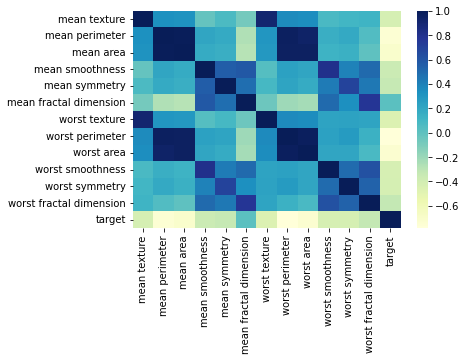 mean texture
mean perimeter
mean area
mean smoothness
mean symmetry
mean fractal dimension
worst texture
worst perimeter
worst area
worst smoothness
worst symmetry
worst fractal dimension
target
mean texture
mean perimeter
mean area
mean smoothness
mean symmetry
mean fractal dimension
worst texture
worst perimeter
worst area
worst smoothness
worst symmetry
worst fractal dimension
target
1.0
0.8
0.6
0.4
0.2
0.0
−0.2
−0.4
−0.6